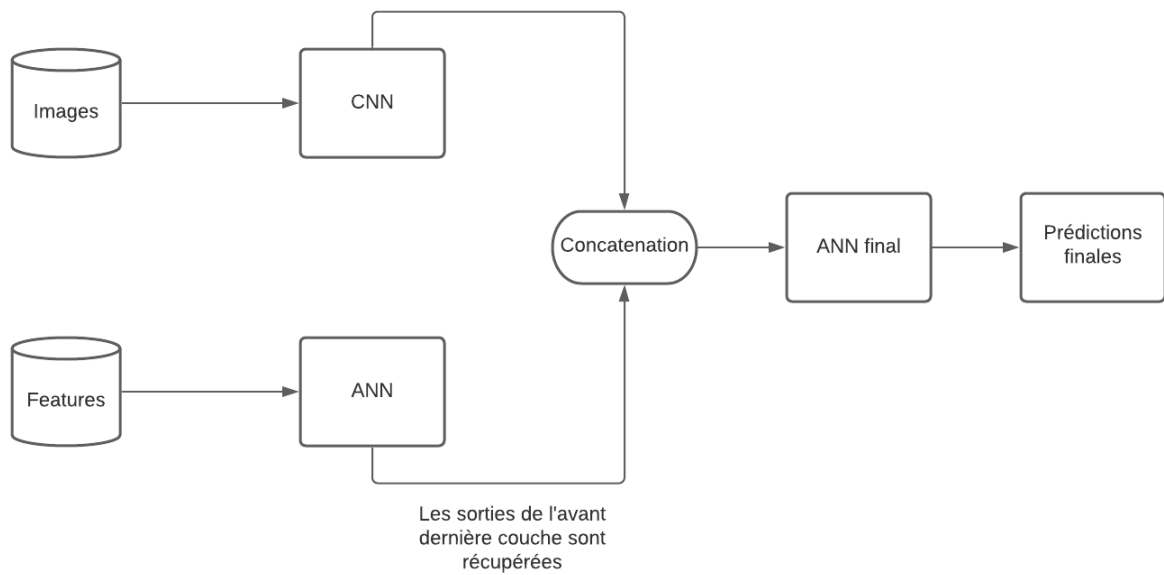 Images
CNN
Concatenation
ANN final
Prédictions
finales
Features
ANN
Les sorties de l'avant
dernière couche sont
récupérées